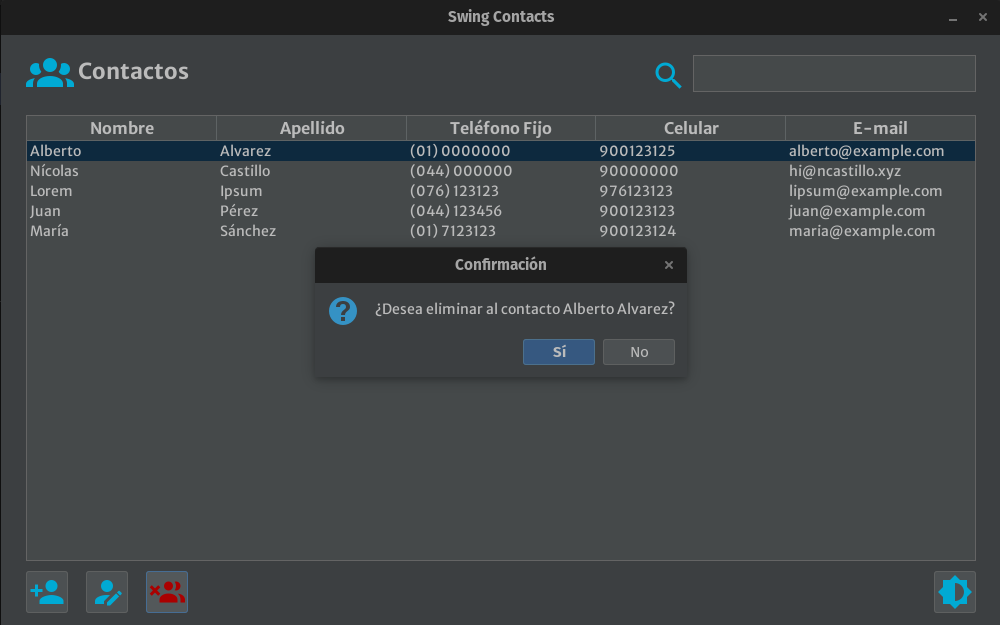 Swing Contacts
Contactos
Nombre Apellido Teléfono Fijo Celular E-mail
Alberto Alvarez (01) 0000000 900123125 alberto@example.com
Nícolas Castillo (044) 000000 90000000 hi@ncastillo.xyz
Lorem Ipsum (076) 123123 976123123 lipsum@example.com
Juan Pérez (044) 123456 900123123 juan@example.com
María Sánchez (01) 7123123 900123124 maria@example.com
Confirmación
¿Desea eliminar al contacto Alberto Alvarez?
Sí No